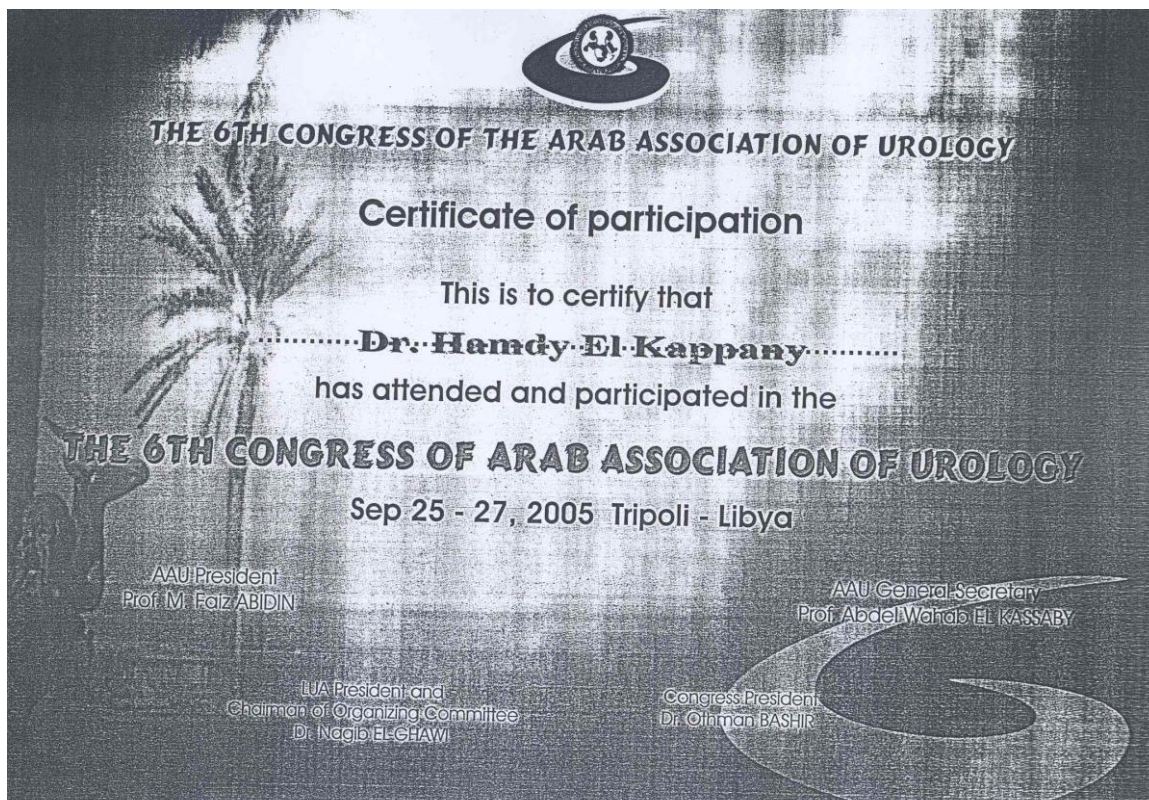 THE 6TH CONGRESS OF THE ARAB ASSOCIATION OF UROLOGY
Certificate of participation
This is to certify that
Dr. Hamdy El Kappany
has attended and participated in the
THE 6TH CONGRESS OF ARAB ASSOCIATION OF UROLOGY
Sep 25 - 27, 2005 Tripoli - Libya
AAU President
Prof. M. Faiz ABIDIN
AAU General Secretary
Prof. Abdel Wahab EL KASSABY
LUA President and
Chairman of Organizing Committee
Dr. Nagib EL-GHAWI
Congress President
Dr. Othman BASHIR